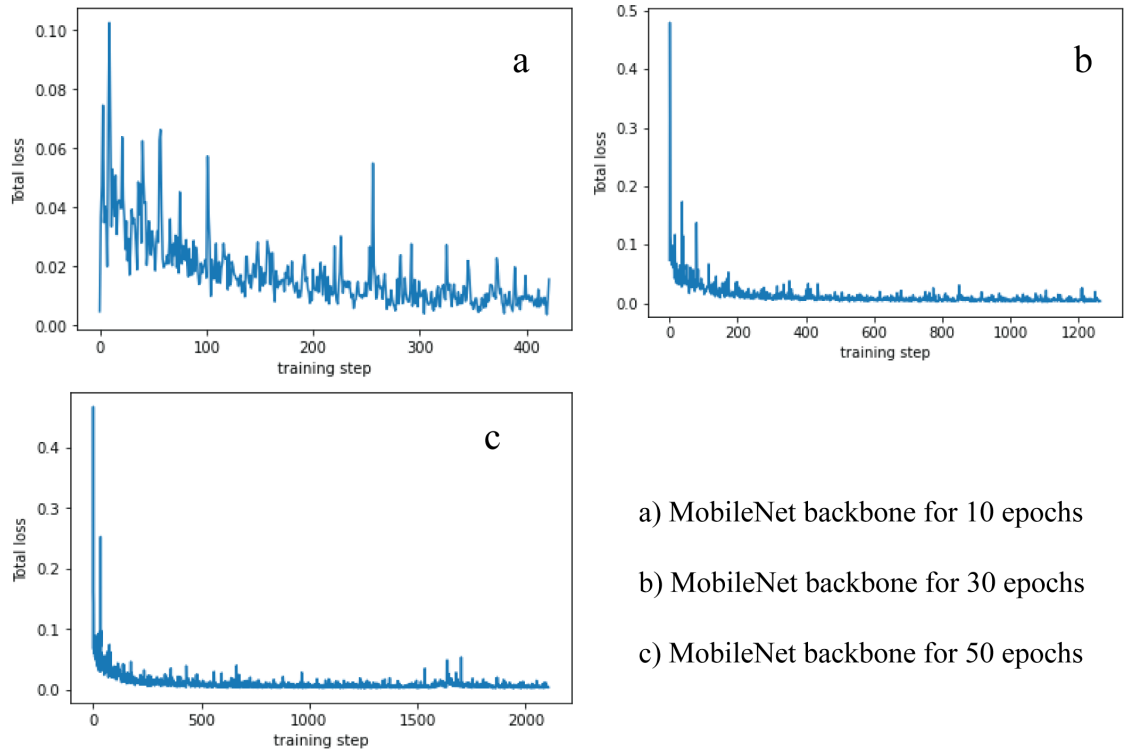 a
0.10
0.08
0.06
0.04
0.02
0.00
Total loss
0
100
200
300
400
training step
b
0.5
0.4
0.3
0.2
0.1
0.0
Total loss
0
200
400
600
800
1000
1200
training step
c
0.4
0.3
0.2
0.1
0.0
Total loss
0
500
1000
1500
2000
training step
a) MobileNet backbone for 10 epochs
b) MobileNet backbone for 30 epochs
c) MobileNet backbone for 50 epochs